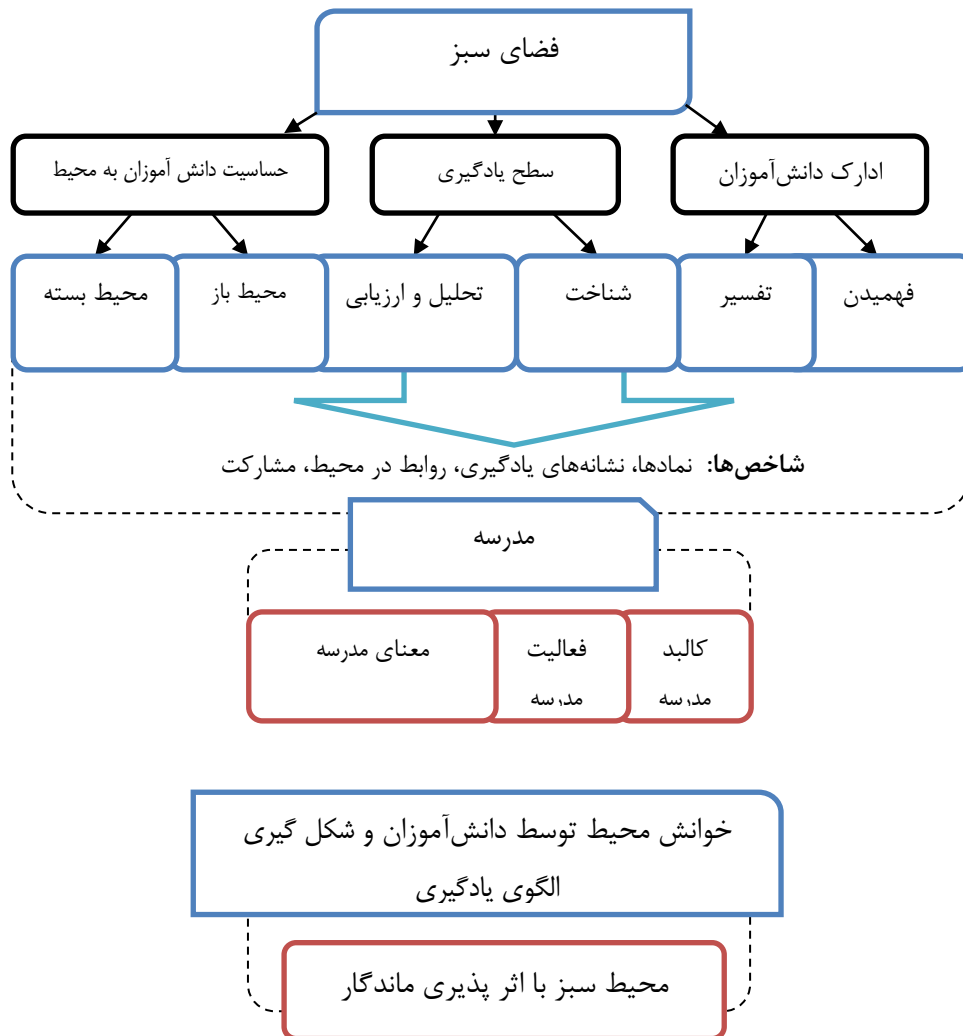 فضای سبز
ادارک دانش‌آموزان
سطح یادگیری
حساسیت دانش آموزان به محیط
فهمیدن
تفسیر
شناخت
تحلیل و ارزیابی
محیط باز
محیط بسته
شاخص‌ها: نمادها، نشانه‌های یادگیری، روابط در محیط، مشارکت
مدرسه
کالبد
مدرسه
فعالیت
مدرسه
معنای مدرسه
خوانش محیط توسط دانش‌آموزان و شکل گیری
الگوی یادگیری
محیط سبز با اثر پذیری ماندگار